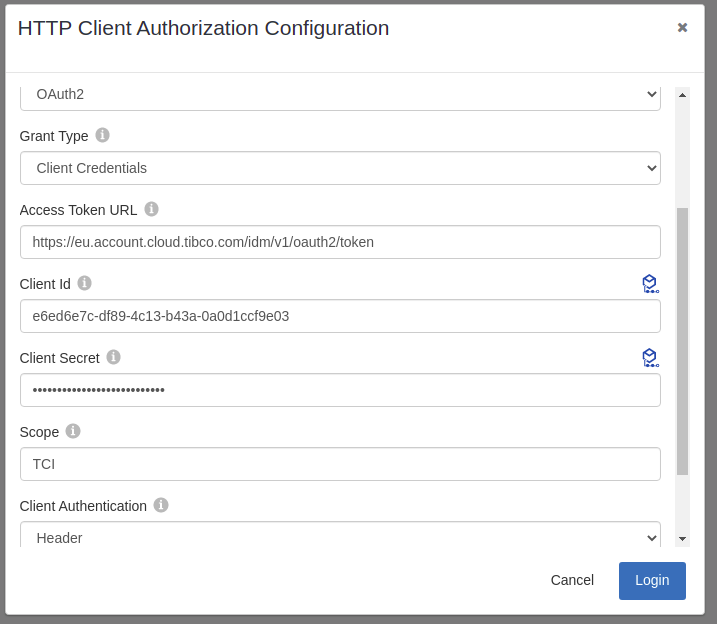 HTTP Client Authorization Configuration
OAuth2
Grant Type
Client Credentials
Access Token URL
https://eu.account.cloud.tibco.com/idm/v1/oauth2/token
Client Id
e6ed6e7c-df89-4c13-b43a-0a0d1ccf9e03
Client Secret
•••••••••••••••••••••••••••
Scope
TCI
Client Authentication
Header
Cancel
Login